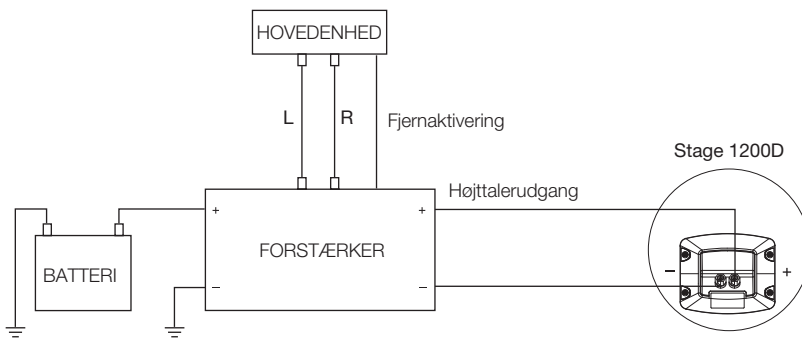 HOVEDENHED
L
R
Fjernaktivering
Stage 1200D
Højttalerudgang
+
+
BATTERI
FORSTÆRKER
–
–
–
+